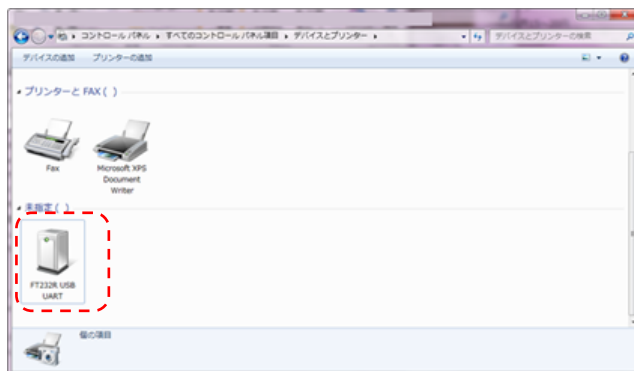 コントロール パネル ▸ すべてのコントロール パネル項目 ▸ デバイスとプリンター ▸
デバイスとプリンターの検索
デバイスの追加 プリンターの追加
プリンターと FAX ( )
Fax
Microsoft XPS
Document
Writer
未指定 ( )
FT232R USB
UART
個の項目